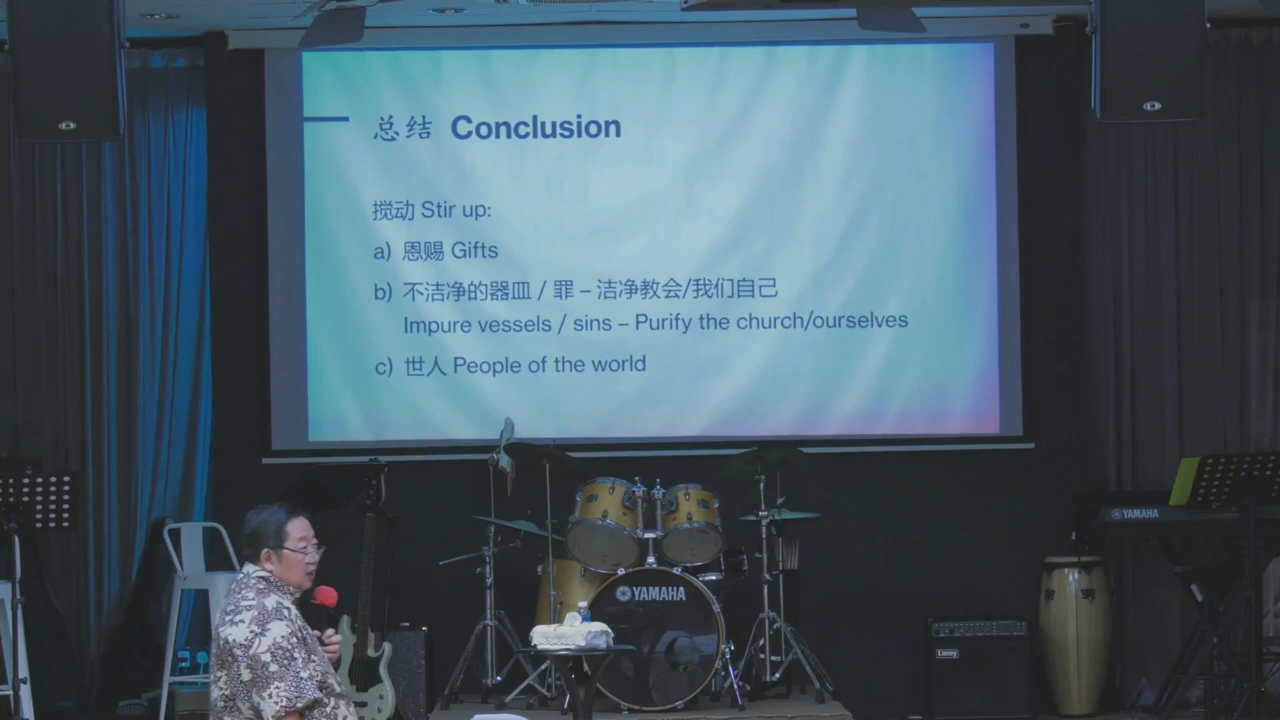 总结 Conclusion
搅动 Stir up:
a) 恩赐 Gifts
b) 不洁净的器皿 / 罪 – 洁净教会/我们自己
Impure vessels / sins – Purify the church/ourselves
c) 世人 People of the world
YAMAHA
YAMAHA
Laney